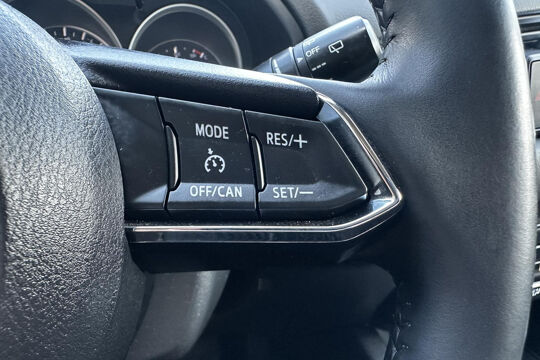 OFF
MODE
OFF/CAN
RES/+
SET/−